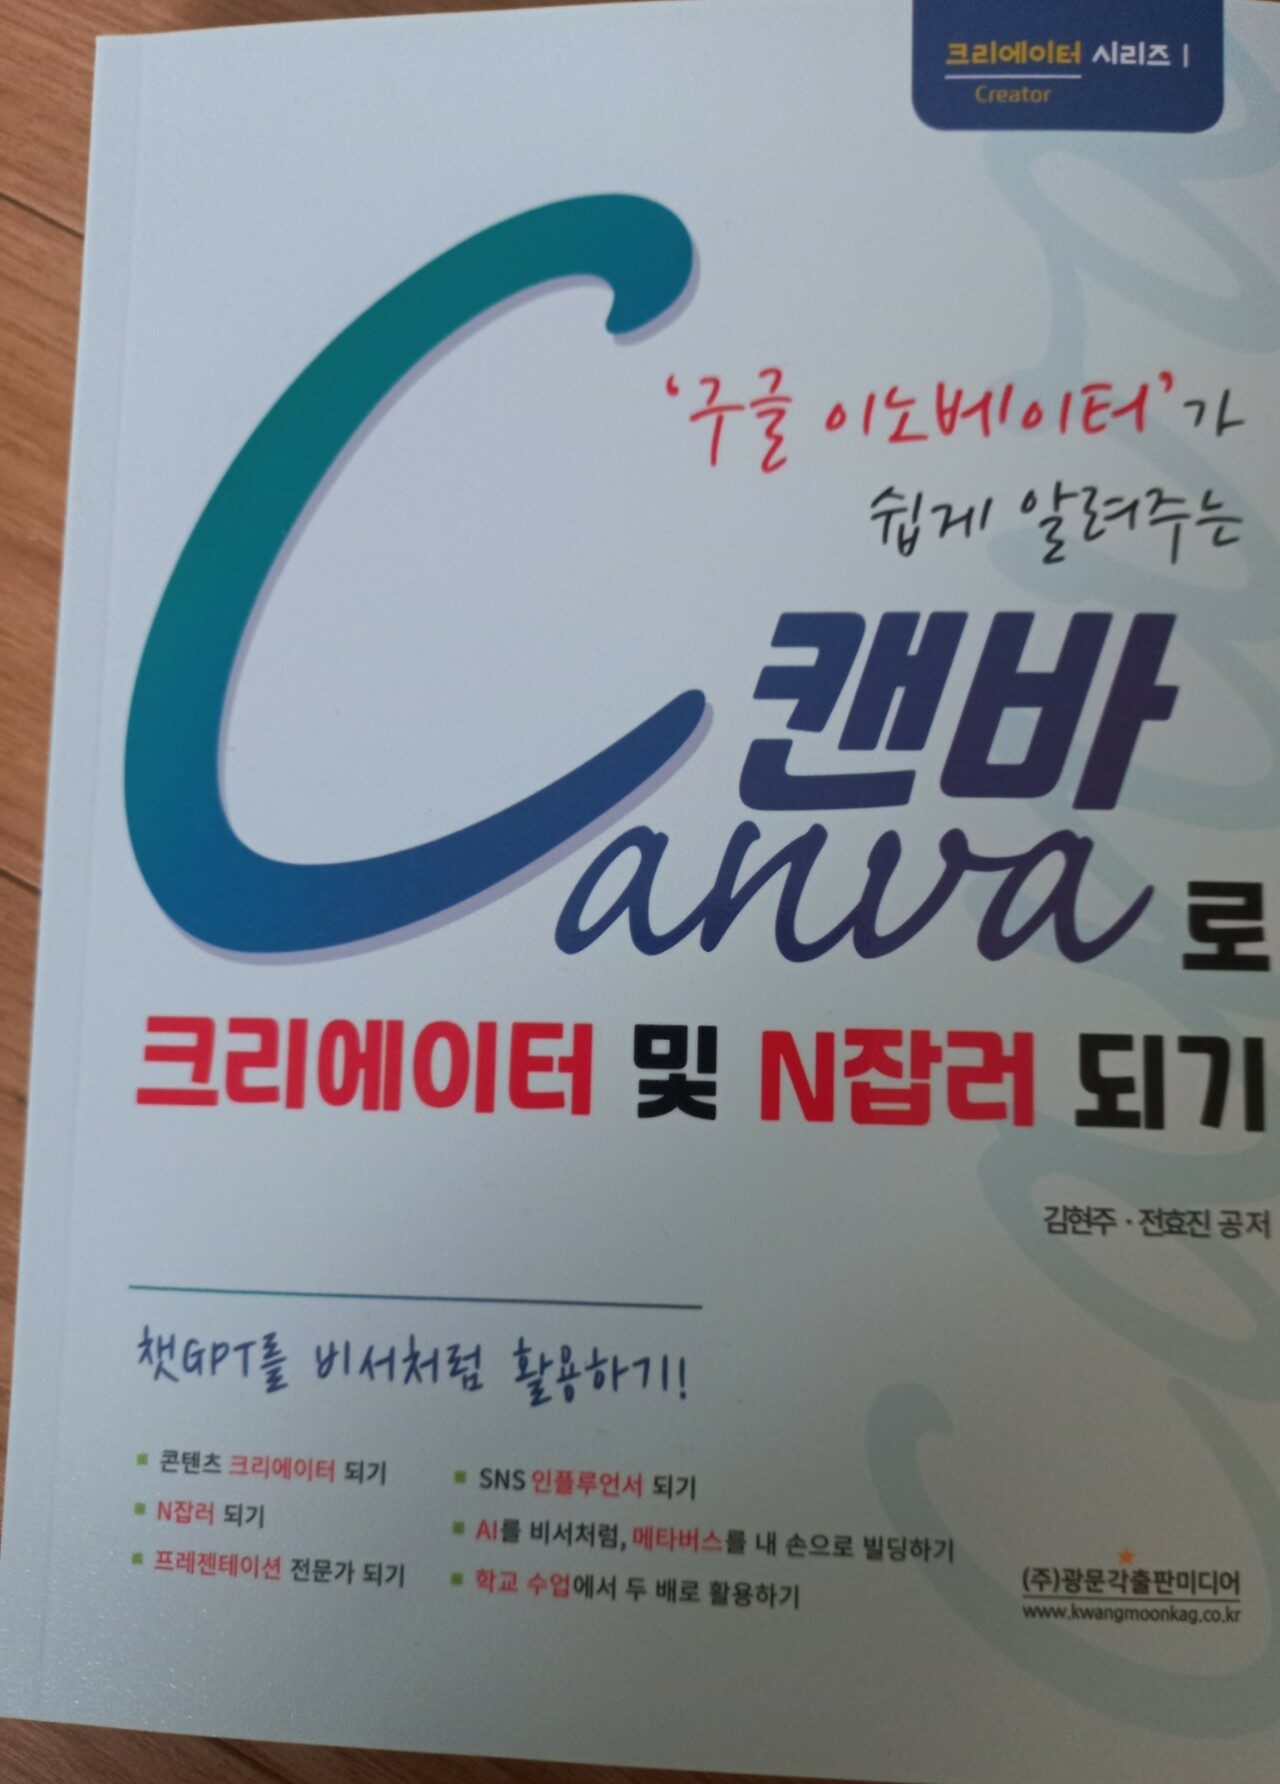 크리에이터 시리즈 1
Creator
'구글 이노베이터'가
쉽게 알려주는
캔바
Canva로
크리에이터 및 N잡러 되기
김현주 · 전효진 공저
챗GPT를 비서처럼 활용하기!
콘텐츠 크리에이터 되기
N잡러 되기
프레젠테이션 전문가 되기
SNS 인플루언서 되기
AI를 비서처럼, 메타버스를 내 손으로 빌딩하기
학교 수업에서 두 배로 활용하기
(주)광문각출판미디어
www.kwangmoonkag.co.kr